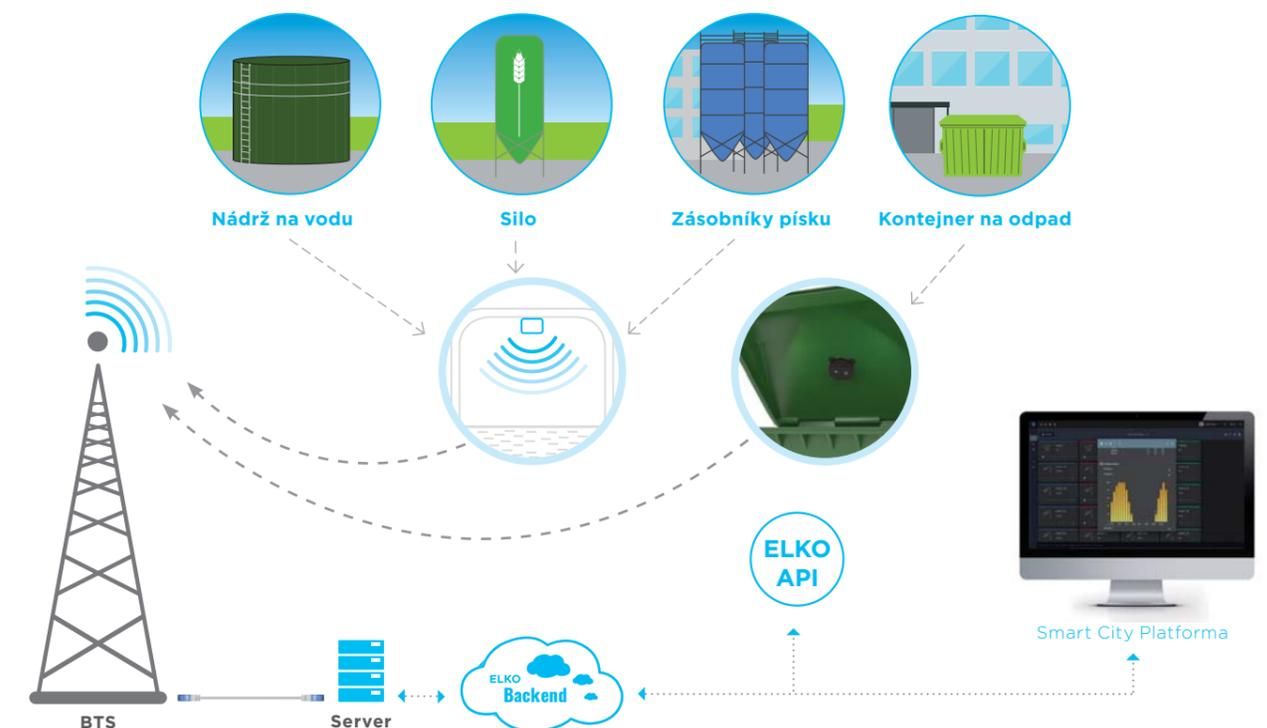 Nádrž na vodu
Silo
Zásobníky písku
Kontejner na odpad
ELKO
API
Smart City Platforma
ELKO
Backend
BTS
Server